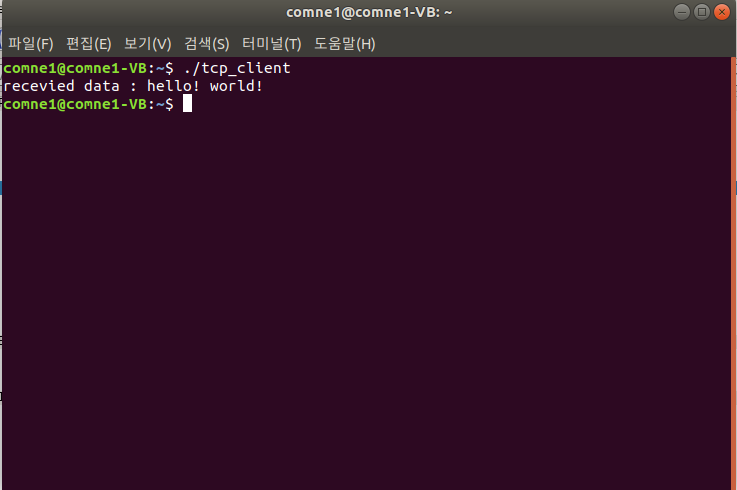 comne1@comne1-VB: ~
파일(F) 편집(E) 보기(V) 검색(S) 터미널(T) 도움말(H)
comne1@comne1-VB:~$ ./tcp_client
recevied data : hello! world!
comne1@comne1-VB:~$